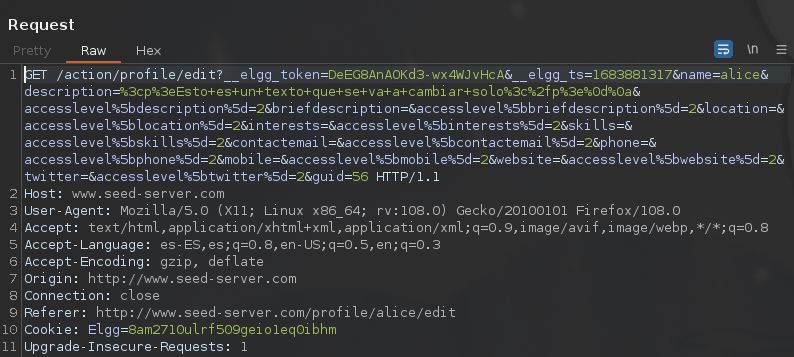 Request
Pretty Raw Hex
\n
1 GET /action/profile/edit?__elgg_token=DeEG8AnAOKd3-wx4WJvHcA&__elgg_ts=1683881317&name=alice&
description=%3cp%3eEsto+es+un+texto+que+se+va+a+cambiar+solo%3c%2fp%3e%0d%0a&
accesslevel%5bdescription%5d=2&briefdescription=&accesslevel%5bbriefdescription%5d=2&location=&
accesslevel%5blocation%5d=2&interests=&accesslevel%5binterests%5d=2&skills=&
accesslevel%5bskills%5d=2&contactemail=&accesslevel%5bcontactemail%5d=2&phone=&
accesslevel%5bphone%5d=2&mobile=&accesslevel%5bmobile%5d=2&website=&accesslevel%5bwebsite%5d=2&
twitter=&accesslevel%5btwitter%5d=2&guid=56 HTTP/1.1
2 Host: www.seed-server.com
3 User-Agent: Mozilla/5.0 (X11; Linux x86_64; rv:108.0) Gecko/20100101 Firefox/108.0
4 Accept: text/html,application/xhtml+xml,application/xml;q=0.9,image/avif,image/webp,*/*;q=0.8
5 Accept-Language: es-ES,es;q=0.8,en-US;q=0.5,en;q=0.3
6 Accept-Encoding: gzip, deflate
7 Origin: http://www.seed-server.com
8 Connection: close
9 Referer: http://www.seed-server.com/profile/alice/edit
10 Cookie: Elgg=8am2710ulrf509geio1eq0ibhm
11 Upgrade-Insecure-Requests: 1